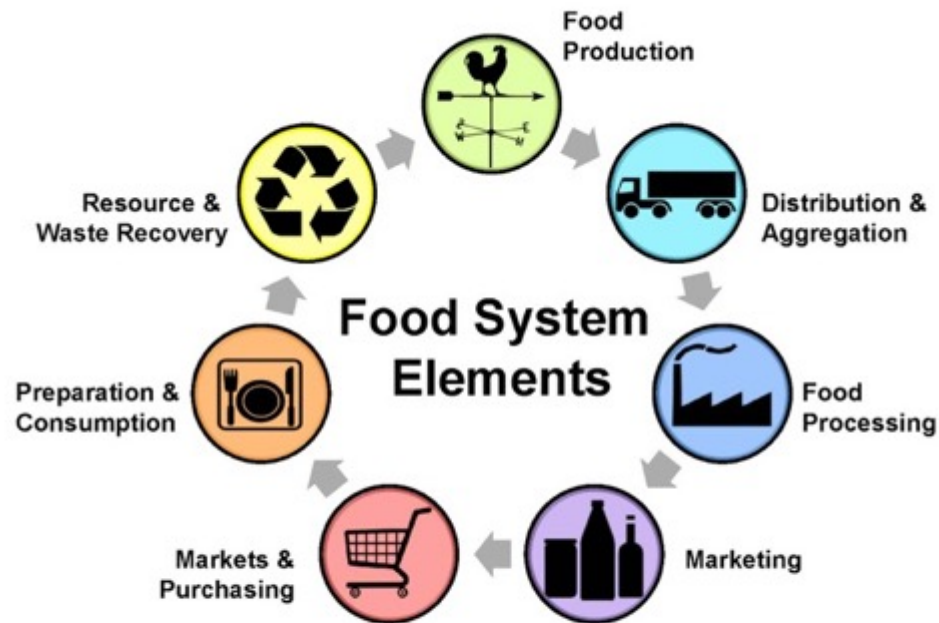 Food
Production
Distribution &
Aggregation
Food
Processing
Marketing
Markets &
Purchasing
Preparation &
Consumption
Resource &
Waste Recovery
Food System
Elements